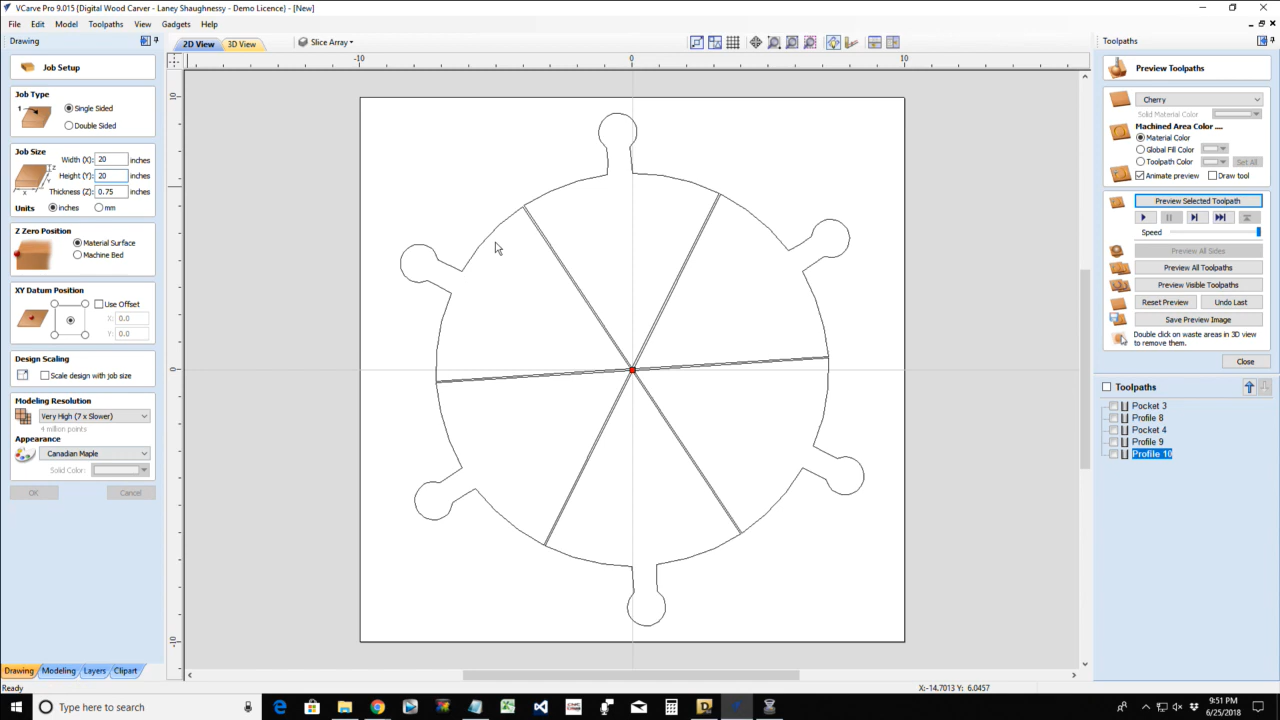 VCarve Pro 9.015 {Digital Wood Carver - Laney Shaughnessy - Demo Licence} - [New]
File Edit Model Toolpaths View Gadgets Help
Drawing
2D View 3D View Slice Array
Toolpaths
Job Setup
Job Type
1
Single Sided
Double Sided
Job Size
Width (X): 20 inches
Height (Y): 20 inches
Thickness (Z): 0.75 inches
Units inches mm
Z Zero Position
Material Surface
Machine Bed
XY Datum Position
Use Offset
X: 0.0
Y: 0.0
Design Scaling
Scale design with job size
Modeling Resolution
Very High (7 x Slower)
4 million points
Appearance
Canadian Maple
Solid Color:
OK Cancel
Drawing Modeling Layers Clipart
-10 0 10
10
0
-10
Preview Toolpaths
Cherry
Solid Material Color
Machined Area Color ....
Material Color
Global Fill Color
Toolpath Color Set All
Animate preview Draw tool
Preview Selected Toolpath
Speed
Preview All Sides
Preview All Toolpaths
Preview Visible Toolpaths
Reset Preview Undo Last
Save Preview Image
Double click on waste areas in 3D view
to remove them.
Close
Toolpaths
Pocket 3
Profile 8
Pocket 4
Profile 9
Profile 10
Ready X:-14.7013 Y: 6.0457
Type here to search
9:51 PM
6/25/2018